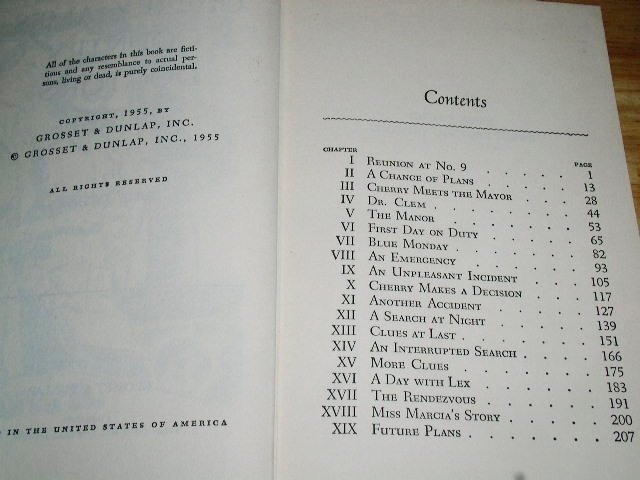 All of the characters in this book are ficti-
tious and any resemblance to actual per-
sons, living or dead, is purely coincidental.
COPYRIGHT, 1955, BY
GROSSET & DUNLAP, INC.
© GROSSET & DUNLAP, INC., 1955
ALL RIGHTS RESERVED
IN THE UNITED STATES OF AMERICA
Contents
CHAPTER PAGE
I Reunion at No. 9 . . . . . 1
II A Change of Plans . . . . . 13
III Cherry Meets the Mayor . . . 28
IV Dr. Clem . . . . . . . 44
V The Manor . . . . . . . 53
VI First Day on Duty . . . . . 65
VII Blue Monday . . . . . . 82
VIII An Emergency . . . . . . 93
IX An Unpleasant Incident . . . 105
X Cherry Makes a Decision . . . 117
XI Another Accident . . . . . 127
XII A Search at Night . . . . . 139
XIII Clues at Last . . . . . . 151
XIV An Interrupted Search . . . . 166
XV More Clues . . . . . . 175
XVI A Day with Lex . . . . . . 183
XVII The Rendezvous . . . . . 191
XVIII Miss Marcia's Story . . . . . 200
XIX Future Plans . . . . . . 207